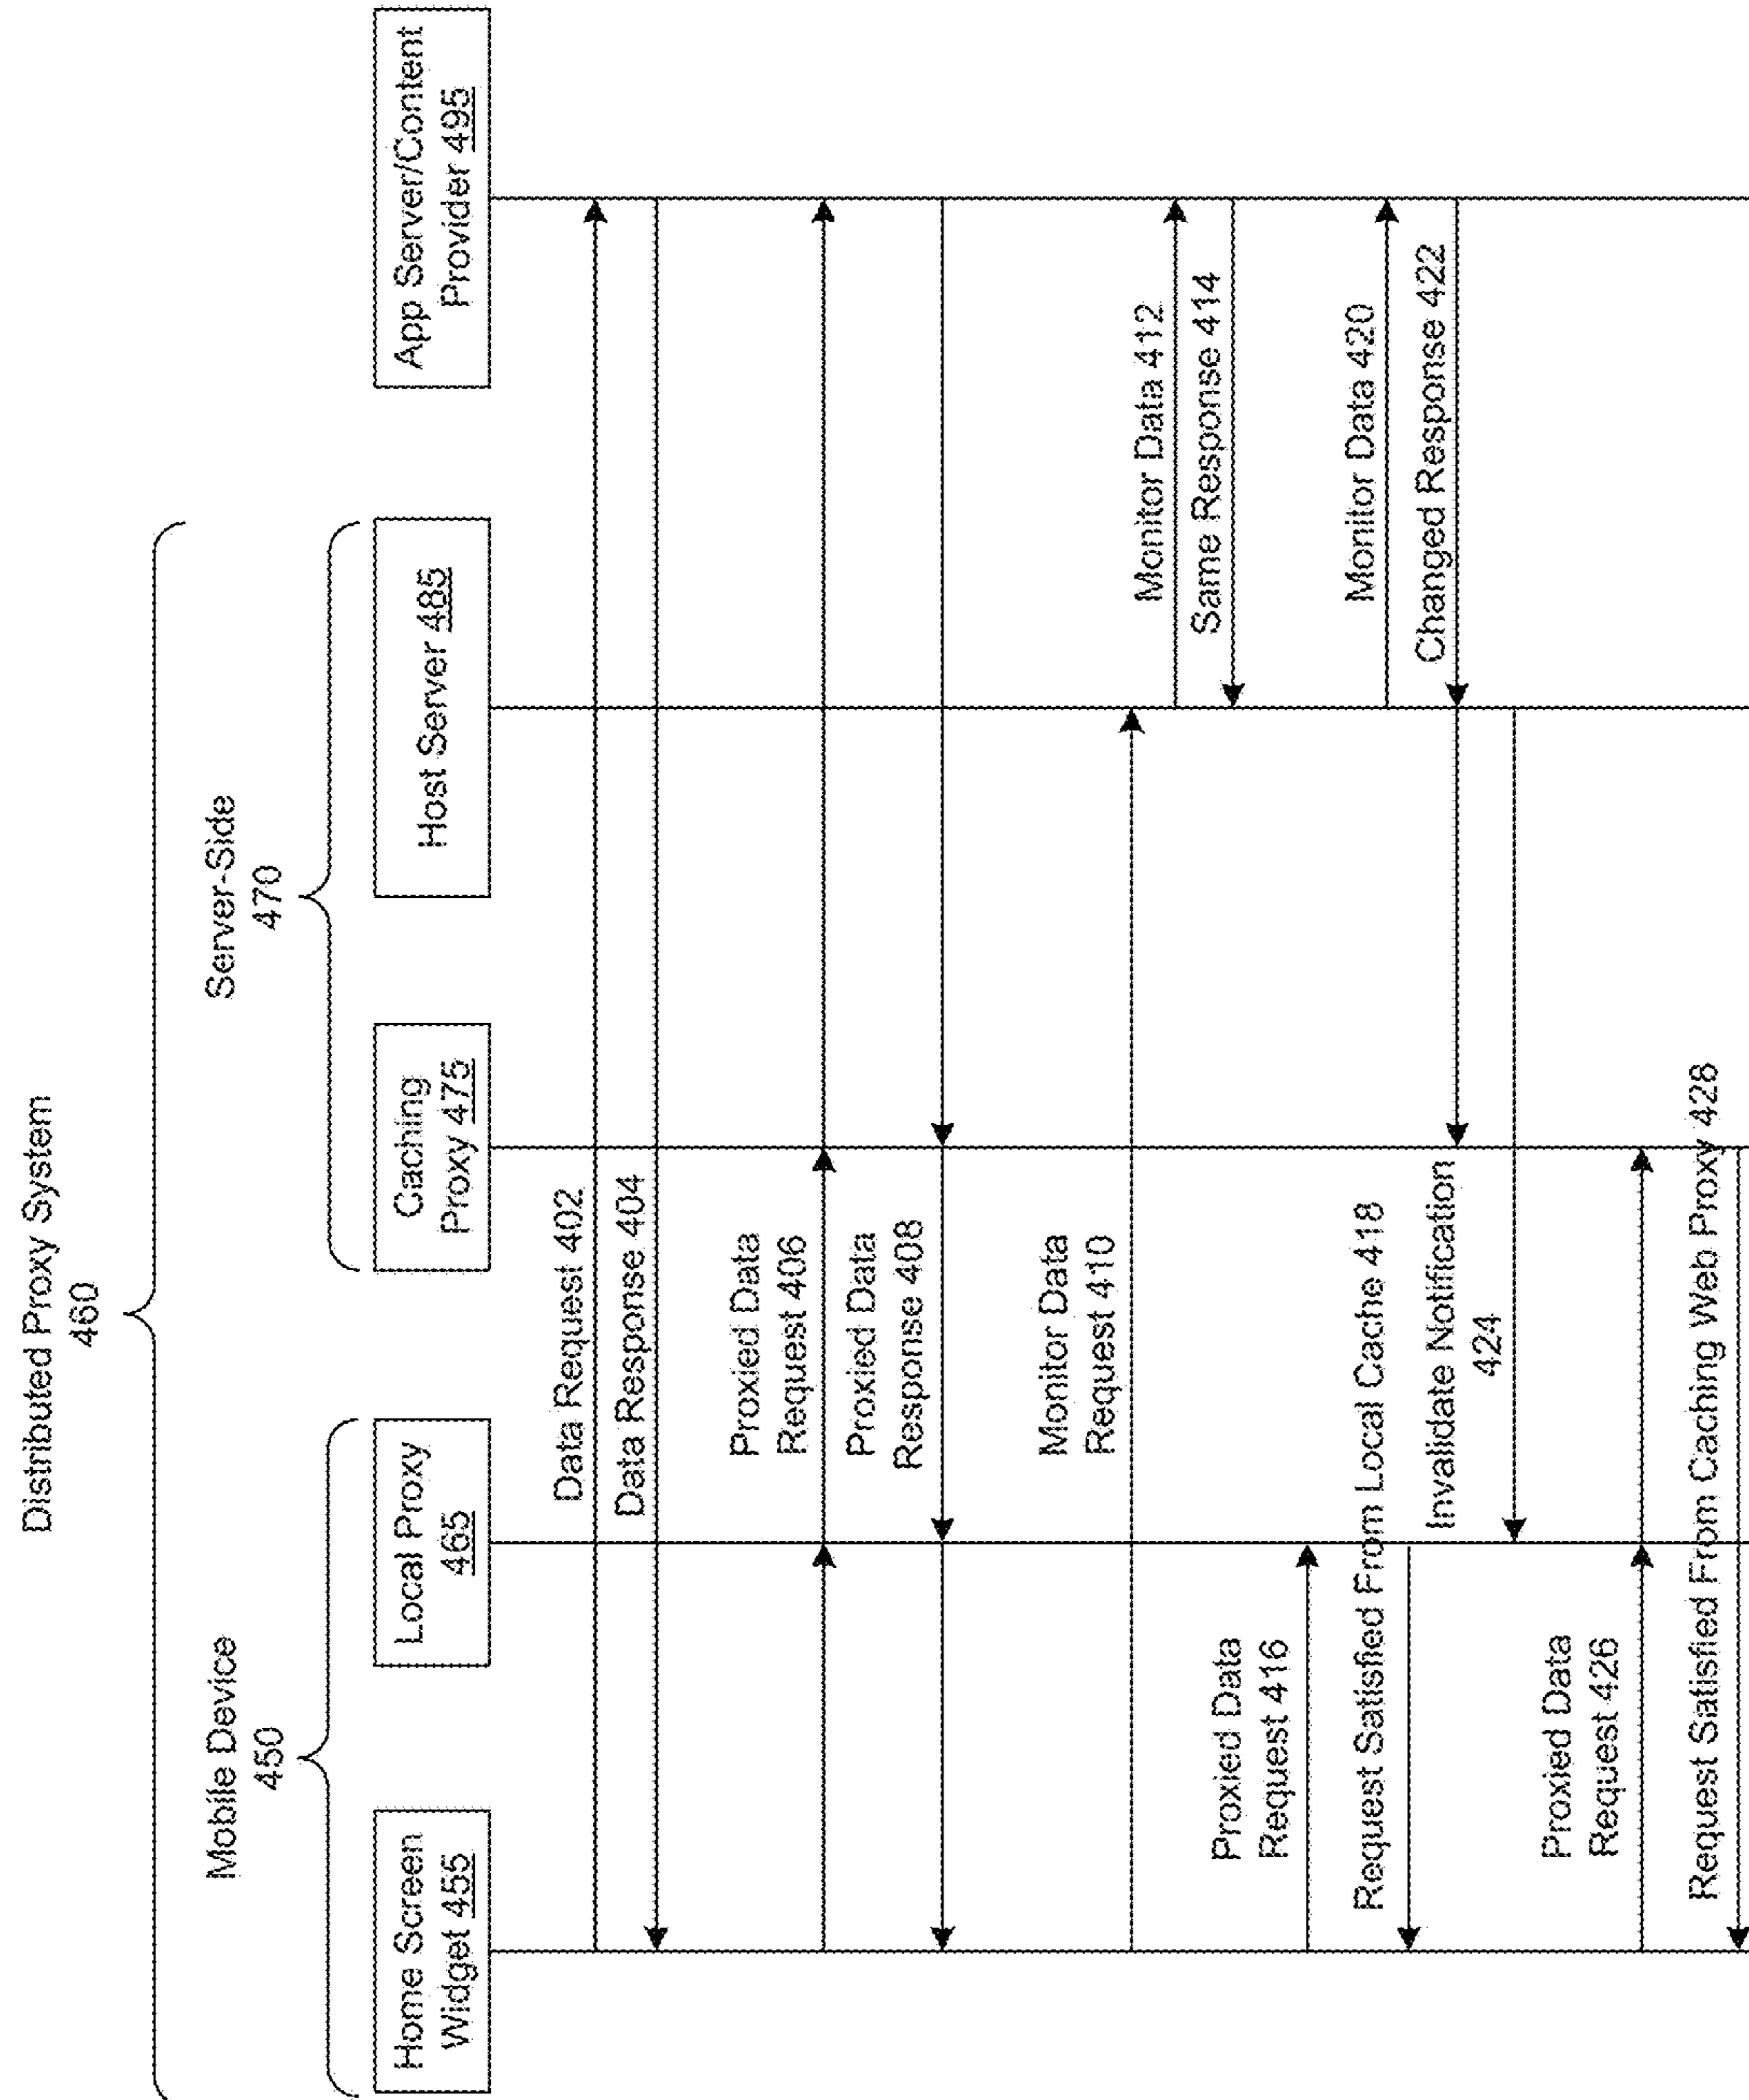 Distributed Proxy System
460
Mobile Device
450
Server-Side
470
Home Screen
Widget 455
Local Proxy
465
Caching
Proxy 475
Host Server 485
App Server/Content
Provider 495
Data Request 402
Data Response 404
Proxied Data
Request 406
Proxied Data
Response 408
Monitor Data
Request 410
Monitor Data 412
Same Response 414
Proxied Data
Request 416
Request Satisfied From Local Cache 418
Monitor Data 420
Changed Response 422
Invalidate Notification
424
Proxied Data
Request 426
Request Satisfied From Caching Web Proxy 428